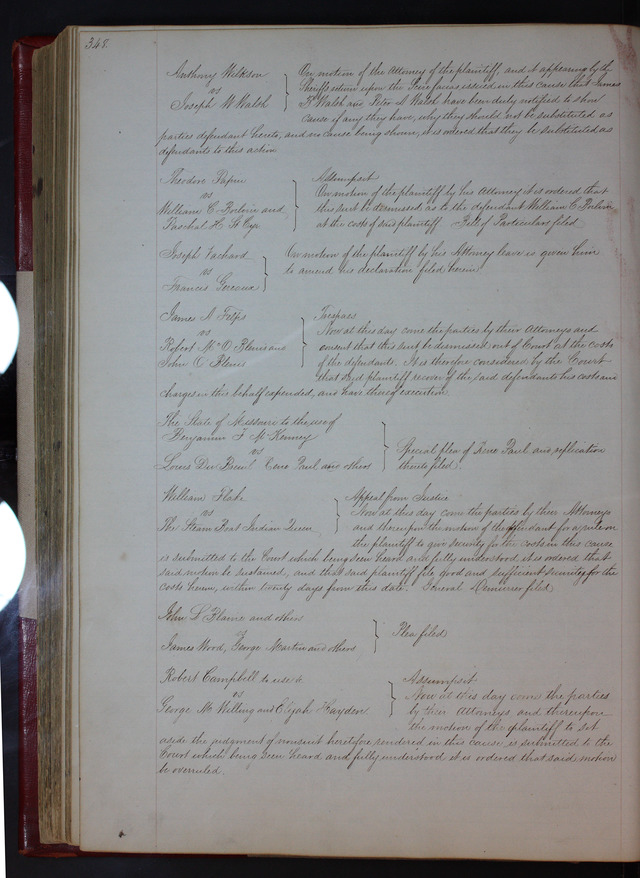 348.
Anthony Wilkson
vs
Joseph W Walsh
On motion of the Attorney of the plaintiff, and it appearing by the
Sheriffs return upon the Scire facias issued in this cause that James
B Walsh and Peter A Walsh have been duly notified to show
cause if any they have, why they should not be substituted as
parties defendant hereto, and no cause being shown, it is ordered that they be substituted as
defendants to this action
Theodore Papin
vs
William C and
Paschal H St Cyr
Assumpsit
On motion of the plaintiff by his Attorney it is ordered that
this suit be dismissed as to the defendant William C
at the costs of said plaintiff Bill of Particulars filed
Joseph Vachard
vs
Francis
On motion of the plaintiff by his Attorney leave is given him
to amend his declaration filed herein
James A Felps
vs
Robert M O Blenis and
John C Blenis
Trespass
Now at this day come the parties by their Attorneys and
consent that this suit be dismissed out of Court at the costs
of the defendants. It is therefore considered by the Court
that said plaintiff recover of the said defendants his costs and
charges in this behalf expended, and have thereof execution
The State of Missouri to the use of
Benjamin F McKenney
vs
Louis Du Breuil Rene Paul and others
Special plea of Rene Paul and replication
thereto filed
William Flake
vs
The Steam Boat Indian Queen
Appeal from Justice
Now at this day come the parties by their Attorneys
and thereupon the motion of the defendant for a rule on
the plaintiff to give security for the costs in this cause
is submitted to the Court which being seen heard and fully understood, it is ordered that
said motion be sustained, and that said plaintiff file good and sufficient security for the
costs herein, within twenty days from this date. General Demurrer filed
John S Blaine and others
vs
James Wood, George Martin and others
Plea filed
Robert Campbell to use &
vs
George McWelling and Elijah Hayden
Assumpsit
Now at this day come the parties
by their Attorneys, and thereupon
the motion of the plaintiff to set
aside the judgment of nonsuit heretofore rendered in this cause is submitted to the
Court which being seen heard and fully understood it is ordered that said motion
be overruled